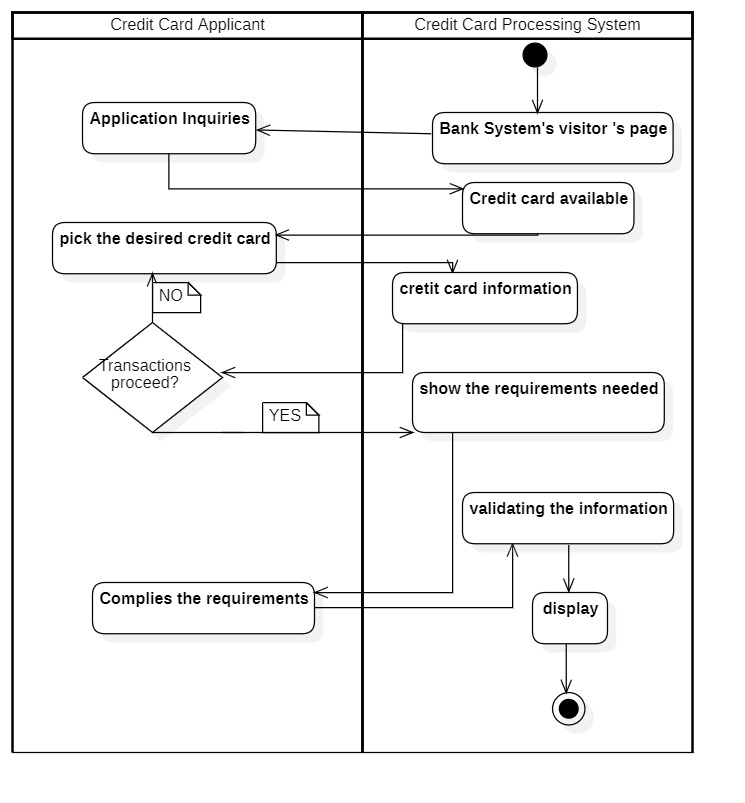 Credit Card Applicant
Credit Card Processing System
Application Inquiries
Bank System's visitor 's page
Credit card available
pick the desired credit card
cretit card information
NO
Transactions
proceed?
show the requirements needed
YES
validating the information
Complies the requirements
display